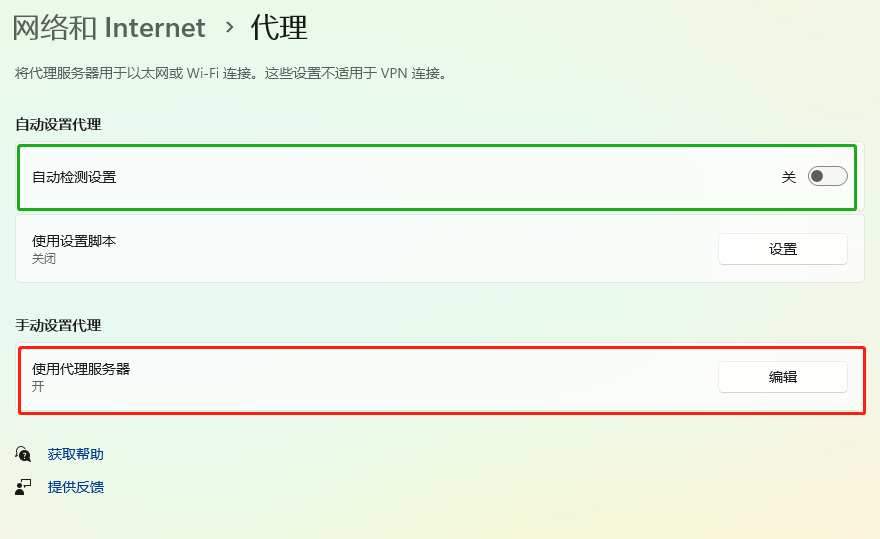 网络和 Internet › 代理
将代理服务器用于以太网或 Wi-Fi 连接。这些设置不适用于 VPN 连接。
自动设置代理
自动检测设置 关
使用设置脚本
关闭
设置
手动设置代理
使用代理服务器
开
编辑
获取帮助
提供反馈